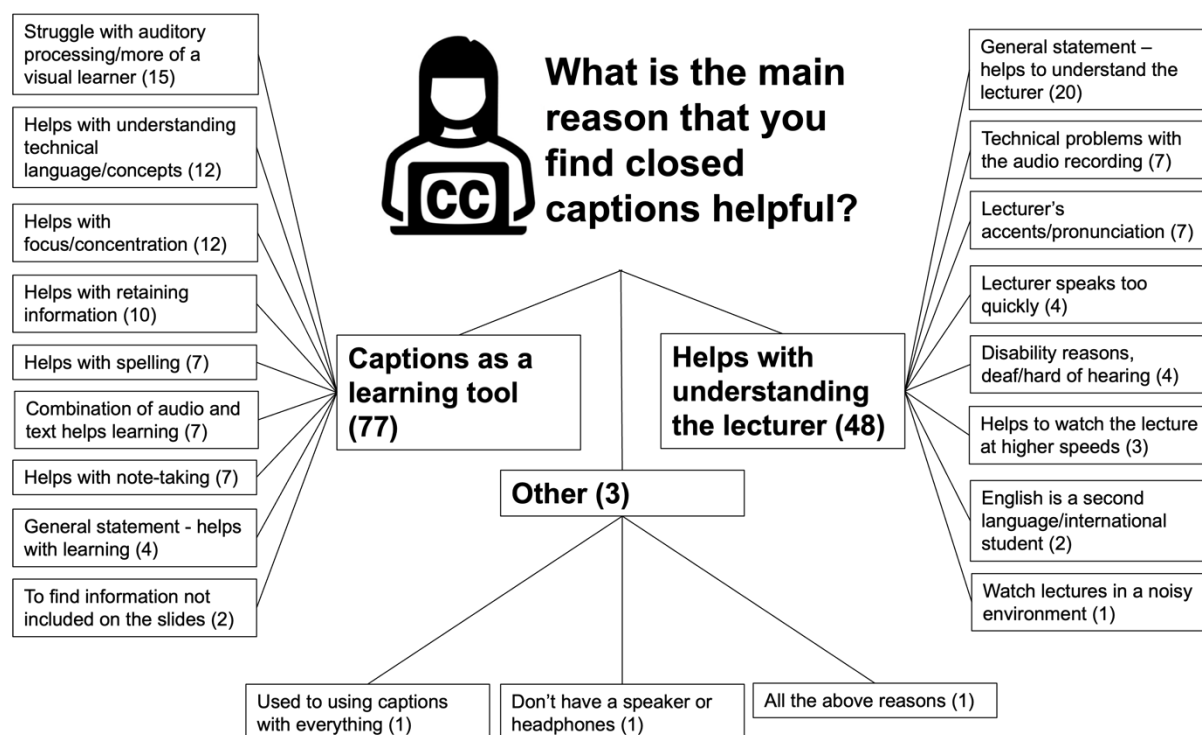 What is the main
reason that you
find closed
captions helpful?
CC
Captions as a
learning tool
(77)
Struggle with auditory
processing/more of a
visual learner (15)
Helps with understanding
technical
language/concepts (12)
Helps with
focus/concentration (12)
Helps with retaining
information (10)
Helps with spelling (7)
Combination of audio and
text helps learning (7)
Helps with note-taking (7)
General statement - helps
with learning (4)
To find information not
included on the slides (2)
Helps with
understanding
the lecturer (48)
General statement –
helps to understand the
lecturer (20)
Technical problems with
the audio recording (7)
Lecturer’s
accents/pronunciation (7)
Lecturer speaks too
quickly (4)
Disability reasons,
deaf/hard of hearing (4)
Helps to watch the lecture
at higher speeds (3)
English is a second
language/international
student (2)
Watch lectures in a noisy
environment (1)
Other (3)
Used to using captions
with everything (1)
Don’t have a speaker or
headphones (1)
All the above reasons (1)